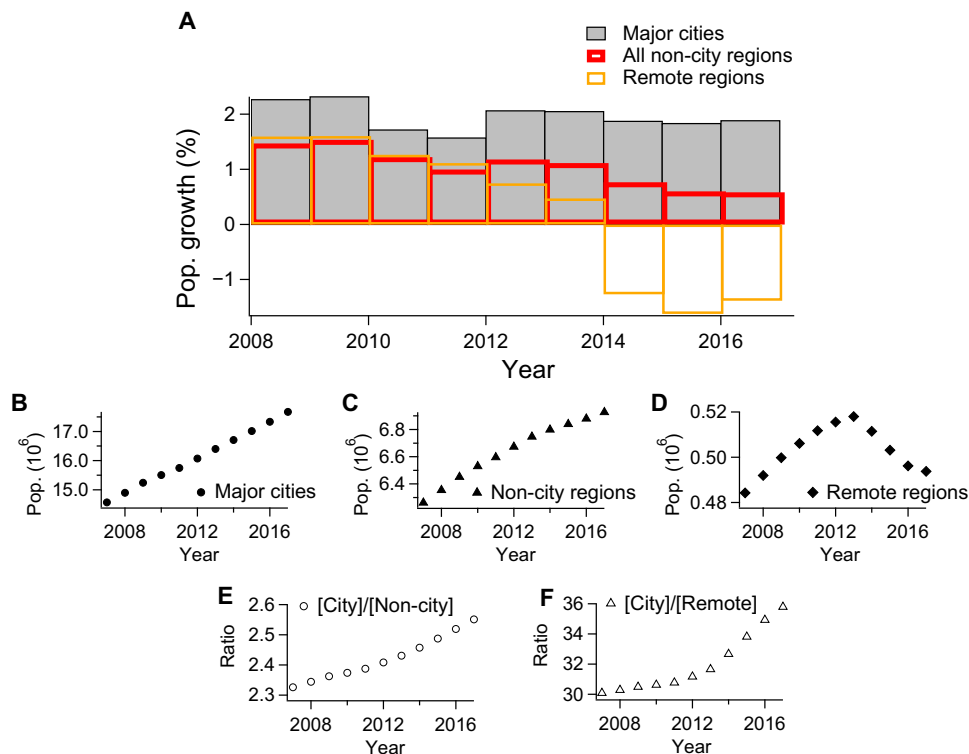 A
Major cities
All non-city regions
Remote regions
Pop. growth (%)
2
1
0
−1
2008 2010 2012 2014 2016
Year
B
Pop. (10⁶)
17.0
16.0
15.0
Major cities
2008 2012 2016
Year
C
Pop. (10⁶)
6.8
6.6
6.4
Non-city regions
2008 2012 2016
Year
D
Pop. (10⁶)
0.52
0.50
0.48
Remote regions
2008 2012 2016
Year
E
Ratio
2.6
2.5
2.4
2.3
[City]/[Non-city]
2008 2012 2016
Year
F
Ratio
36
34
32
30
[City]/[Remote]
2008 2012 2016
Year